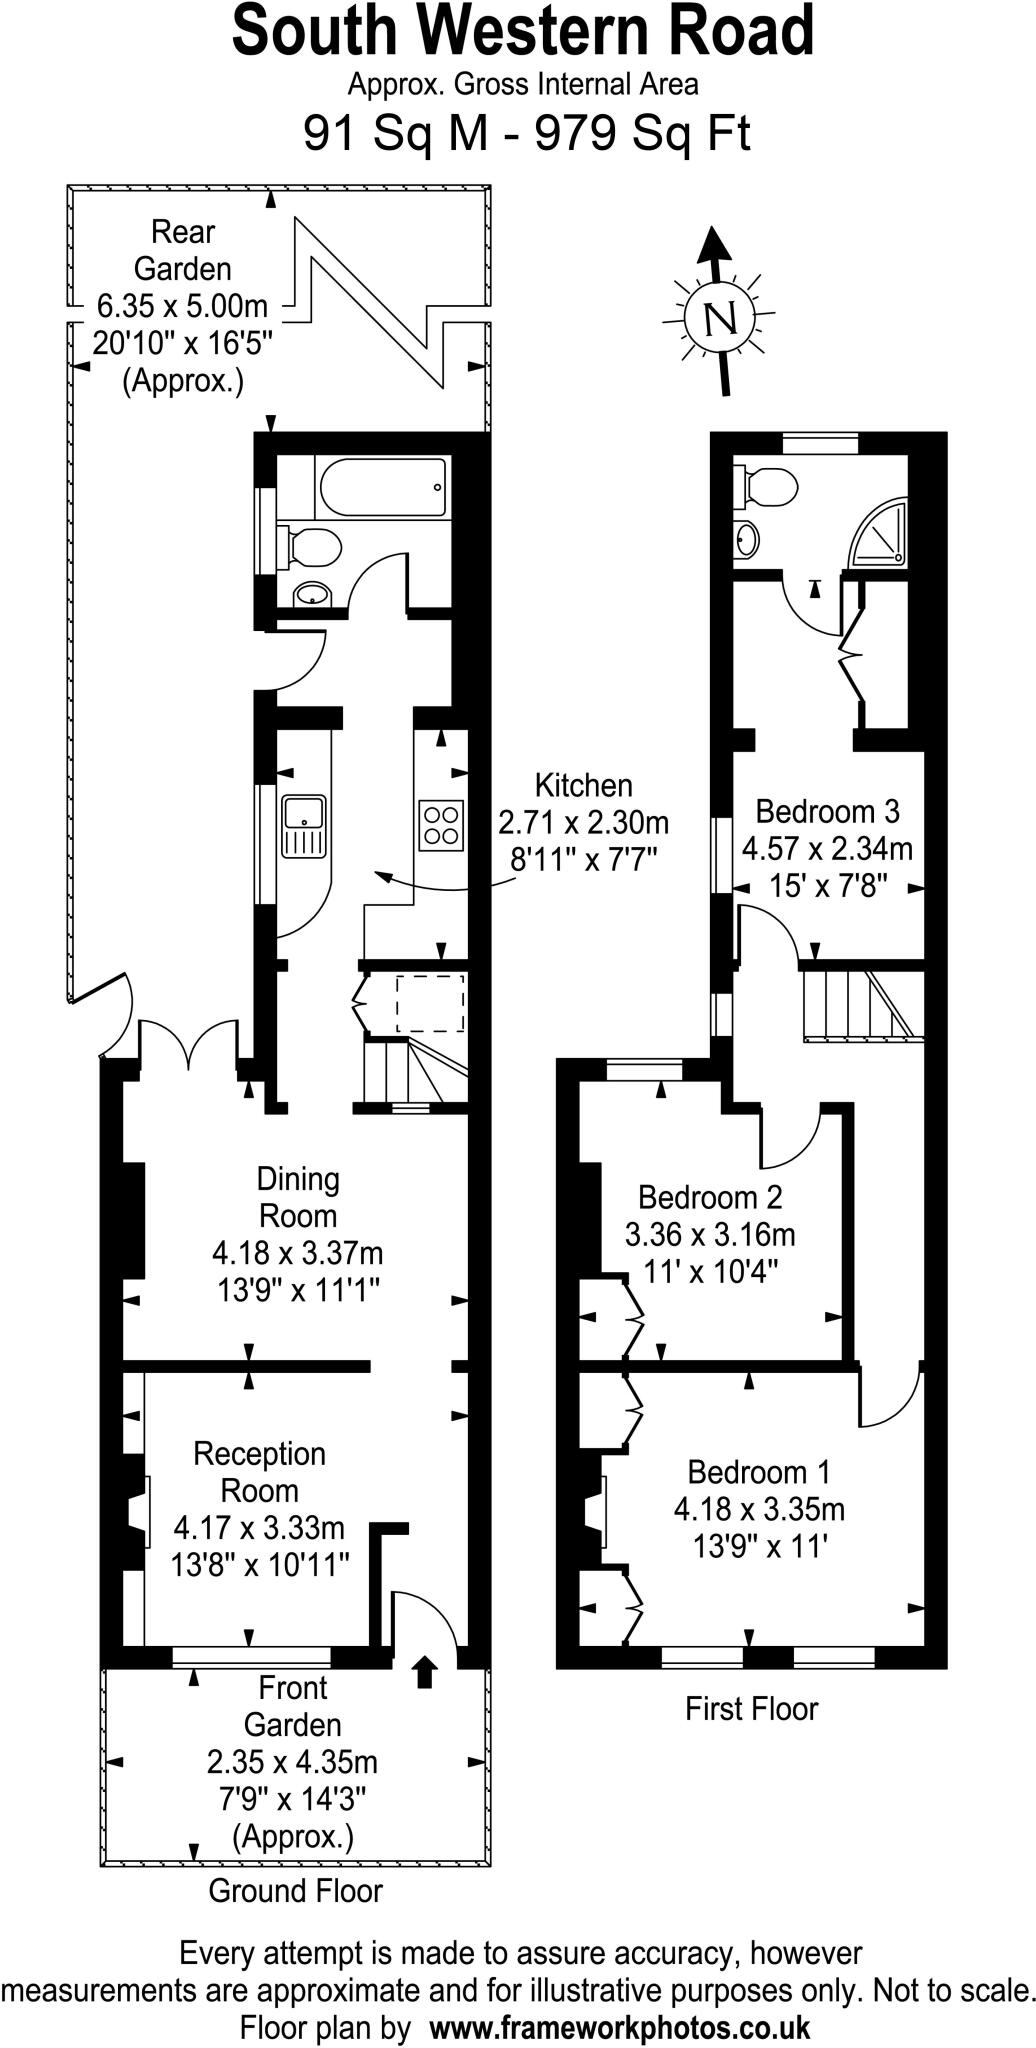 South Western Road
Approx. Gross Internal Area
91 Sq M - 979 Sq Ft
Rear
Garden
6.35 x 5.00m
20'10" x 16'5"
(Approx.)
N
Kitchen
2.71 x 2.30m
8'11" x 7'7"
Bedroom 3
4.57 x 2.34m
15' x 7'8"
Dining
Room
4.18 x 3.37m
13'9" x 11'1"
Bedroom 2
3.36 x 3.16m
11' x 10'4"
Reception
Room
4.17 x 3.33m
13'8" x 10'11"
Bedroom 1
4.18 x 3.35m
13'9" x 11'
First Floor
Front
Garden
2.35 x 4.35m
7'9" x 14'3"
(Approx.)
Ground Floor
Every attempt is made to assure accuracy, however
measurements are approximate and for illustrative purposes only. Not to scale.
Floor plan by www.frameworkphotos.co.uk